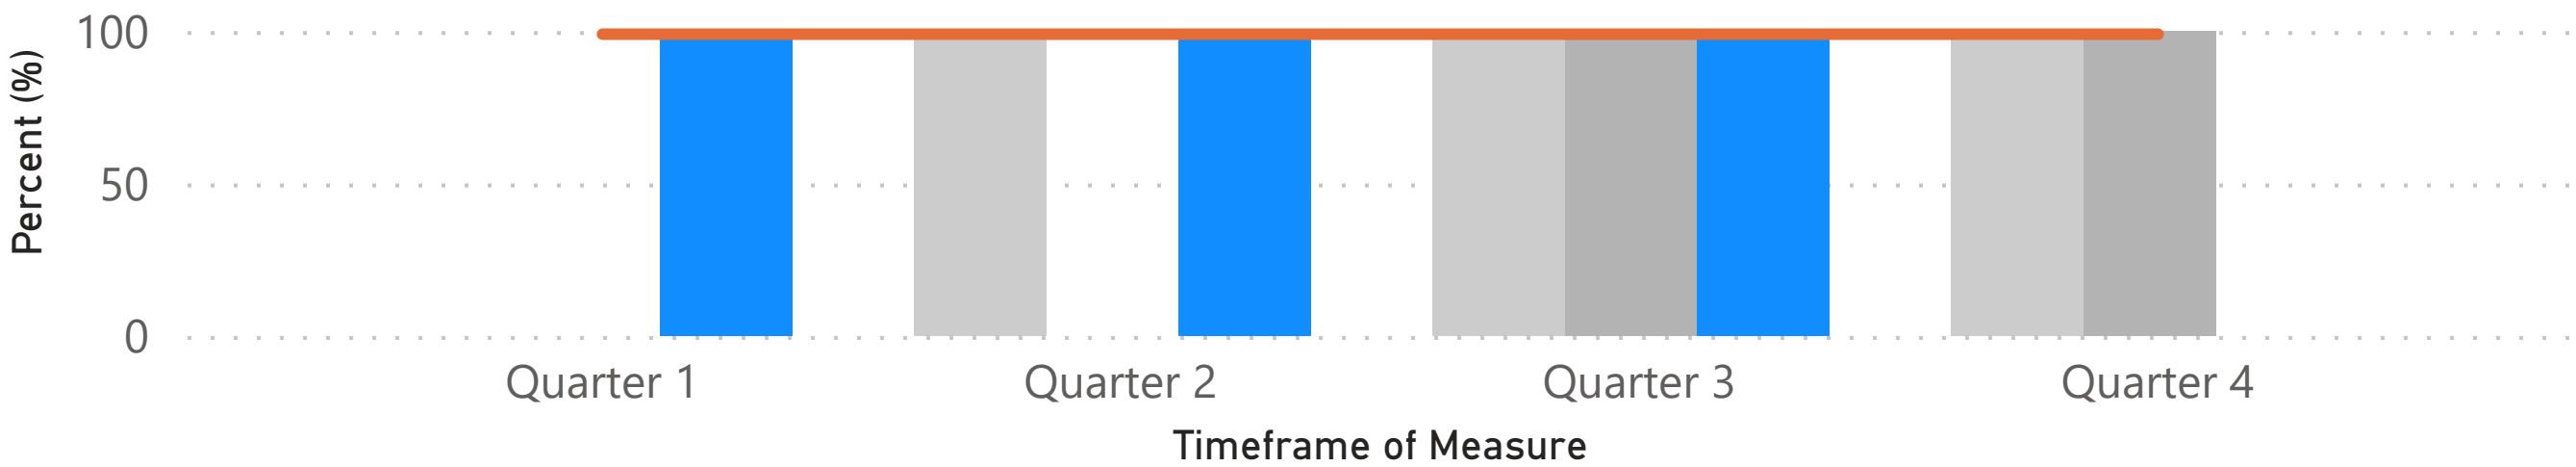 Percent (%)
100
50
0
Quarter 1 Quarter 2 Quarter 3 Quarter 4
Timeframe of Measure